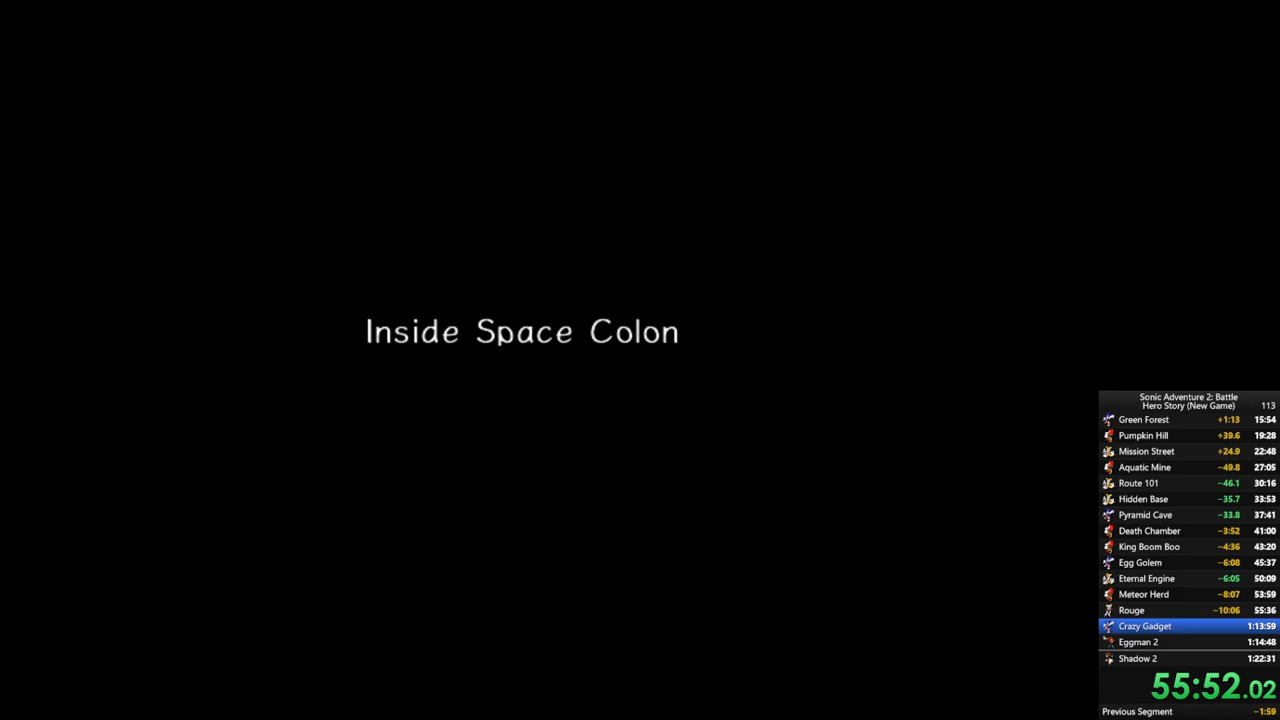 Inside Space Colon
Sonic Adventure 2: Battle
Hero Story (New Game) 113
Green Forest +1:13 15:54
Pumpkin Hill +39.6 19:28
Mission Street +24.9 22:48
Aquatic Mine −49.8 27:05
Route 101 −46.1 30:16
Hidden Base −35.7 33:53
Pyramid Cave −33.8 37:41
Death Chamber −3:52 41:00
King Boom Boo −4:36 43:20
Egg Golem −6:08 45:37
Eternal Engine −6:05 50:09
Meteor Herd −8:07 53:59
Rouge −10:06 55:36
Crazy Gadget 1:13:59
Eggman 2 1:14:48
Shadow 2 1:22:31
55:52.02
Previous Segment −1:59